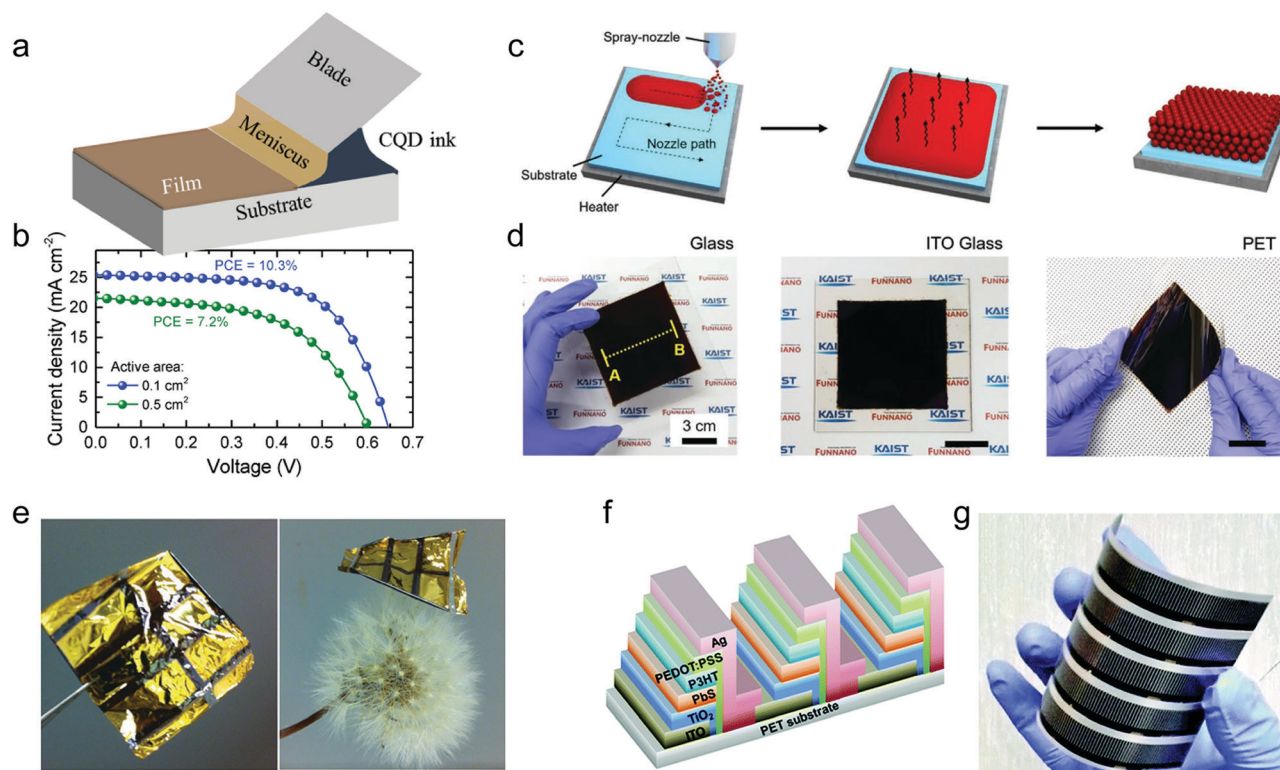 a
Blade
Meniscus
CQD ink
Film
Substrate
b
Current density (mA cm⁻²)
25
20
15
10
5
0
PCE = 10.3%
PCE = 7.2%
Active area:
0.1 cm²
0.5 cm²
0.0 0.1 0.2 0.3 0.4 0.5 0.6 0.7
Voltage (V)
c
Spray-nozzle
Nozzle path
Substrate
Heater
d
Glass
ITO Glass
PET
KAIST
FUNNANO
A
B
3 cm
KAIST
FUNNANO
e
f
Ag
PEDOT:PSS
P3HT
PbS
TiO₂
ITO
PET substrate
g